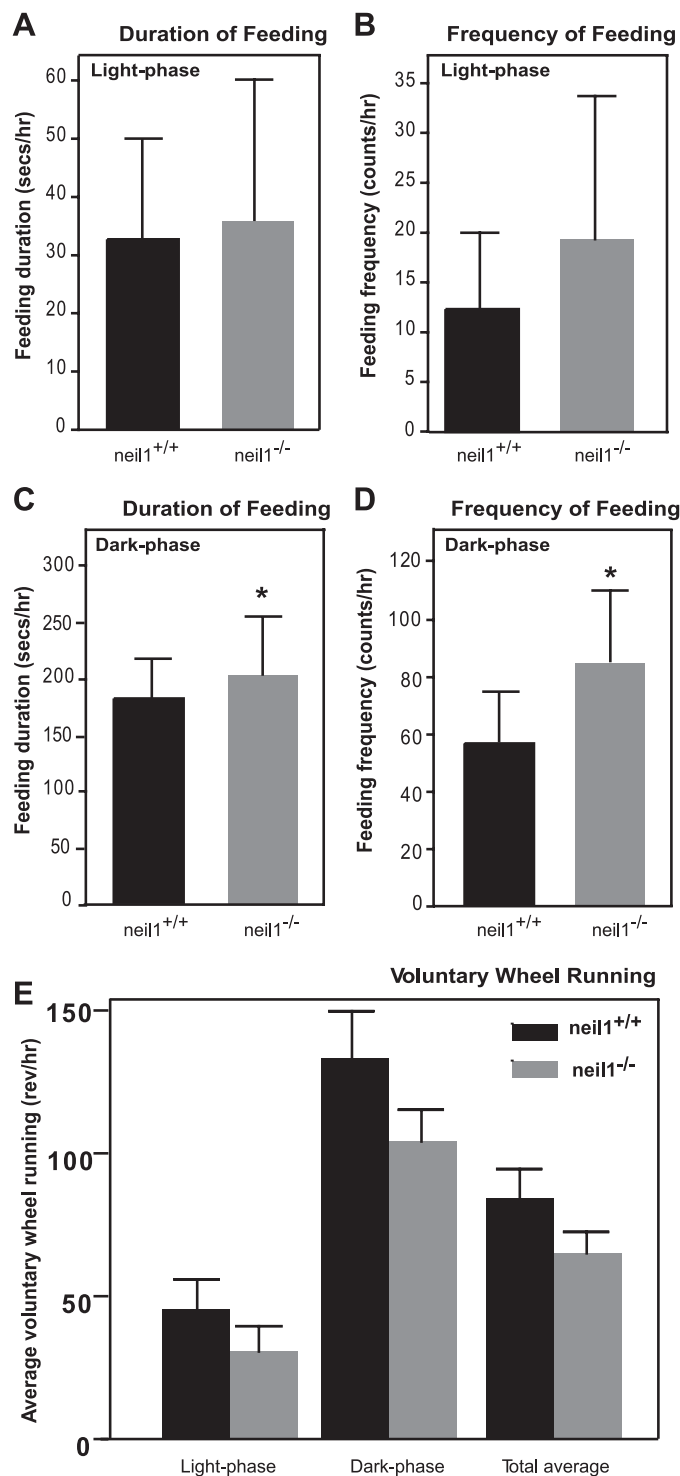 A Duration of Feeding
Light-phase
Feeding duration (secs/hr)
60
50
40
30
20
10
0
neil1+/+ neil1-/-
B Frequency of Feeding
Light-phase
Feeding frequency (counts/hr)
35
30
25
20
15
10
5
0
neil1+/+ neil1-/-
C Duration of Feeding
Dark-phase
Feeding duration (secs/hr)
300
250
200
150
100
50
0
*
neil1+/+ neil1-/-
D Frequency of Feeding
Dark-phase
Feeding frequency (counts/hr)
120
100
80
60
40
20
0
*
neil1+/+ neil1-/-
E Voluntary Wheel Running
Average voluntary wheel running (rev/hr)
150
100
50
0
neil1+/+
neil1-/-
Light-phase Dark-phase Total average